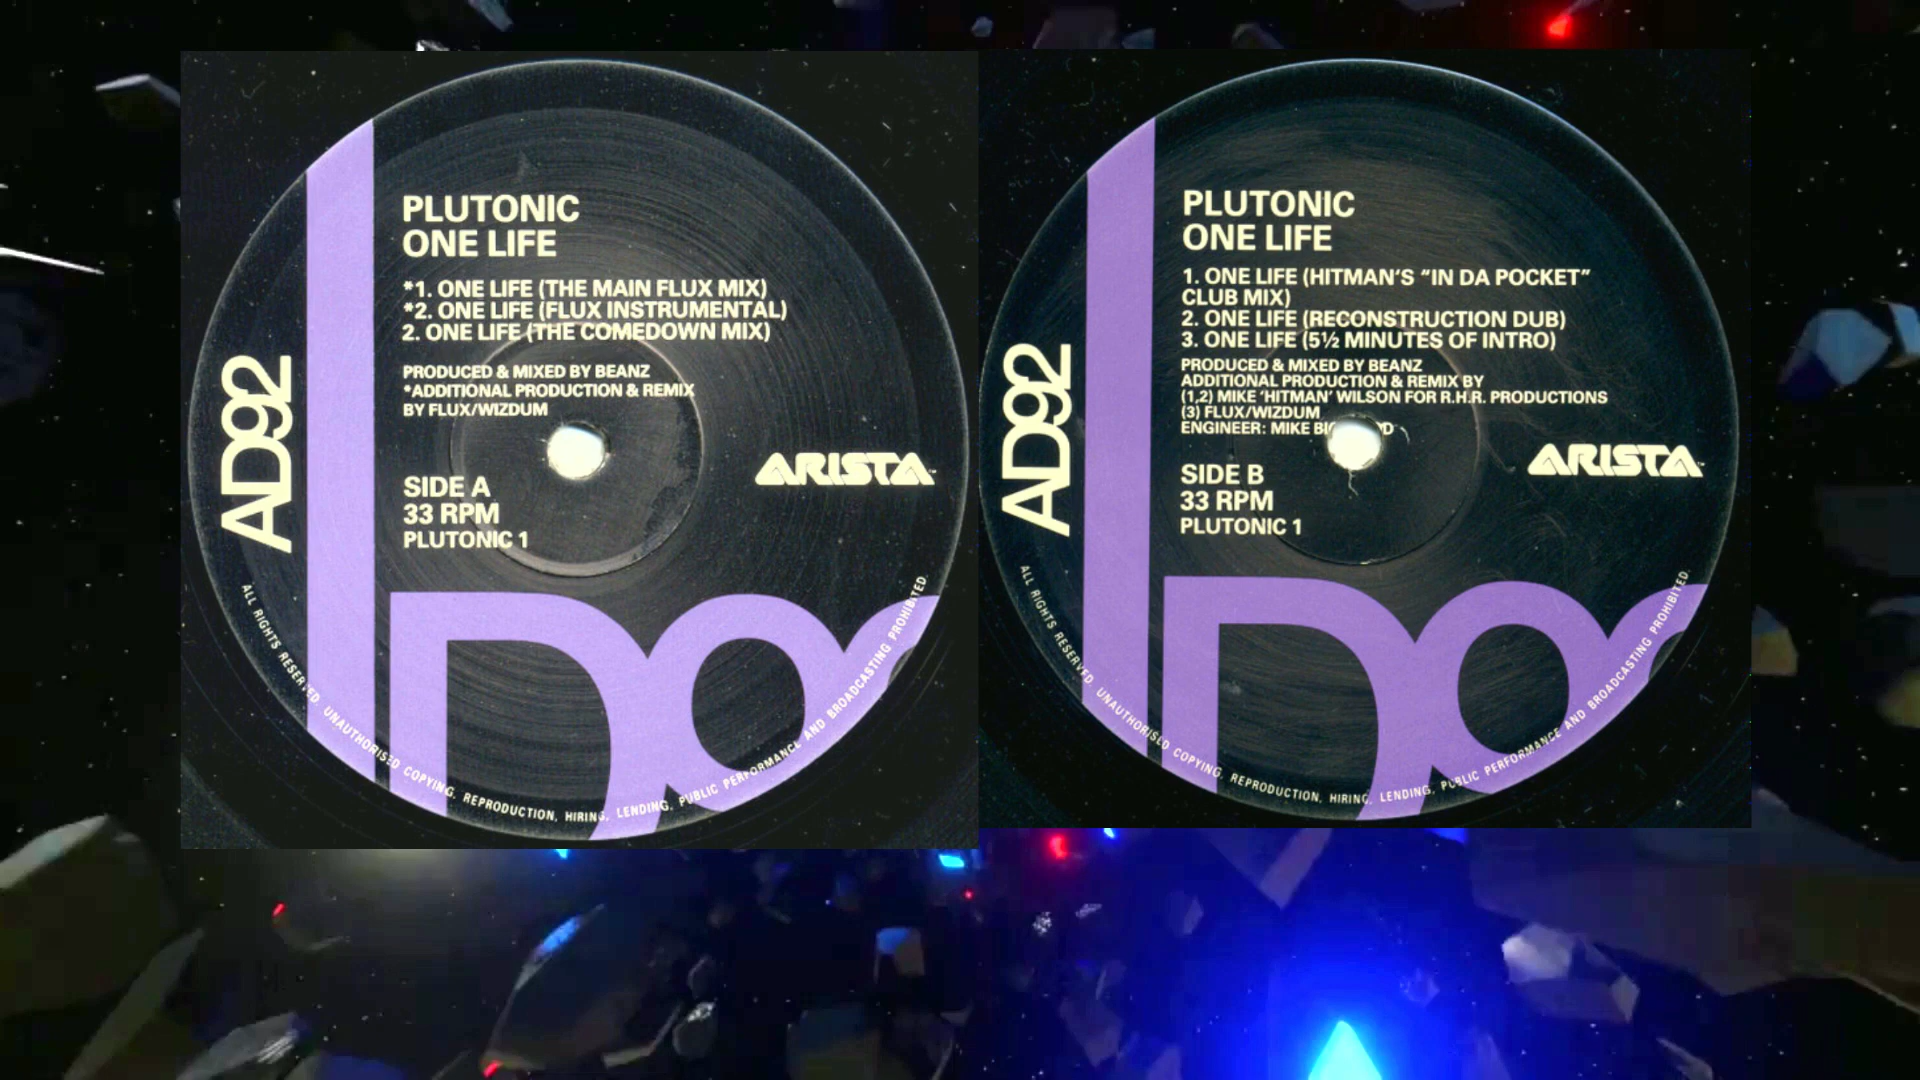 AD92
PLUTONIC
ONE LIFE
*1. ONE LIFE (THE MAIN FLUX MIX)
*2. ONE LIFE (FLUX INSTRUMENTAL)
2. ONE LIFE (THE COMEDOWN MIX)
PRODUCED & MIXED BY BEANZ
*ADDITIONAL PRODUCTION & REMIX
BY FLUX/WIZDUM
ARISTA™
SIDE A
33 RPM
PLUTONIC 1
ALL RIGHTS RESERVED. UNAUTHORISED COPYING, REPRODUCTION, HIRING, LENDING, PUBLIC PERFORMANCE AND BROADCASTING PROHIBITED.
AD92
PLUTONIC
ONE LIFE
1. ONE LIFE (HITMAN'S "IN DA POCKET"
CLUB MIX)
2. ONE LIFE (RECONSTRUCTION DUB)
3. ONE LIFE (5½ MINUTES OF INTRO)
PRODUCED & MIXED BY BEANZ
ADDITIONAL PRODUCTION & REMIX BY
(1,2) MIKE 'HITMAN' WILSON FOR R.H.R. PRODUCTIONS
(3) FLUX/WIZDUM
ENGINEER: MIKE
ARISTA™
SIDE B
33 RPM
PLUTONIC 1
ALL RIGHTS RESERVED. UNAUTHORISED COPYING, REPRODUCTION, HIRING, LENDING, PUBLIC PERFORMANCE AND BROADCASTING PROHIBITED.